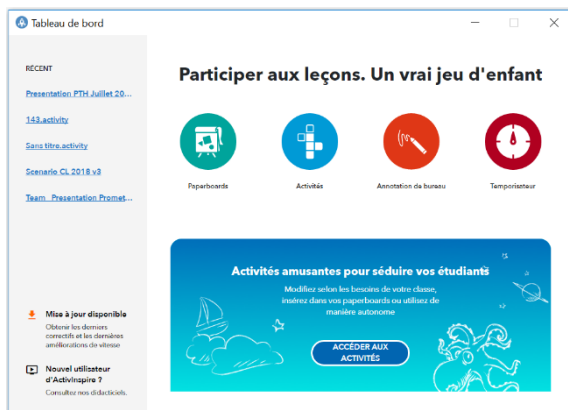 Tableau de bord
RÉCENT
Presentation PTH Juillet 20...
143.activity
Sans titre.activity
Scenario CL 2018 v3
Team_Presentation Promet...
Mise à jour disponible
Obtenir les derniers
correctifs et les dernières
améliorations de vitesse
Nouvel utilisateur
d'ActivInspire ?
Consultez nos didacticiels.
Participer aux leçons. Un vrai jeu d'enfant
Paperboards
Activités
Annotation de bureau
Temporisateur
Activités amusantes pour séduire vos étudiants
Modifiez selon les besoins de votre classe,
insérez dans vos paperboards ou utilisez de
manière autonome
ACCÉDER AUX
ACTIVITÉS